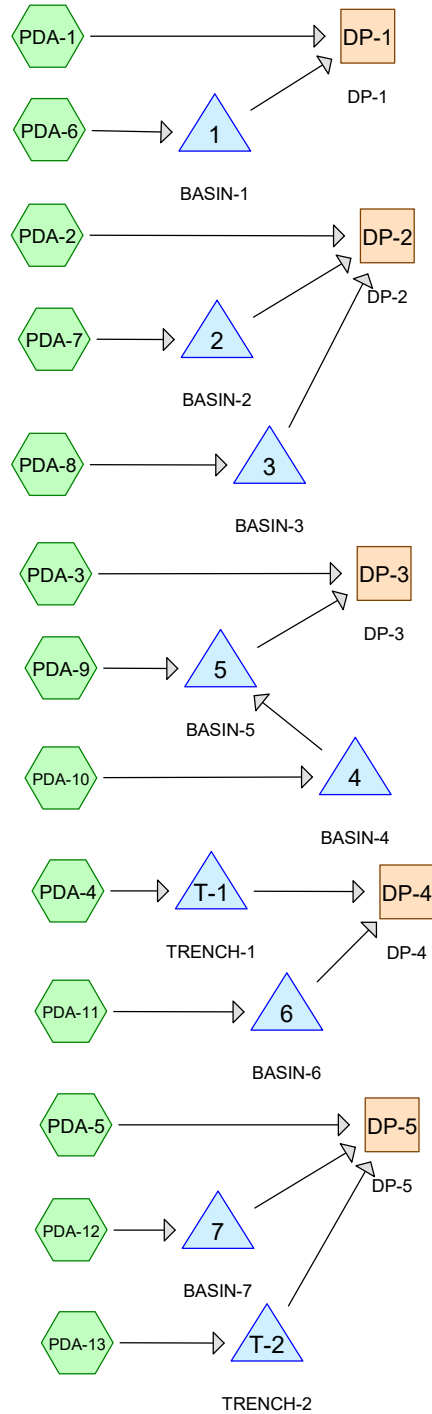 PDA-1
DP-1
DP-1
PDA-6
1
BASIN-1
PDA-2
DP-2
DP-2
PDA-7
2
BASIN-2
PDA-8
3
BASIN-3
PDA-3
DP-3
DP-3
PDA-9
5
BASIN-5
PDA-10
4
BASIN-4
PDA-4
T-1
DP-4
TRENCH-1
DP-4
PDA-11
6
BASIN-6
PDA-5
DP-5
DP-5
PDA-12
7
BASIN-7
PDA-13
T-2
TRENCH-2